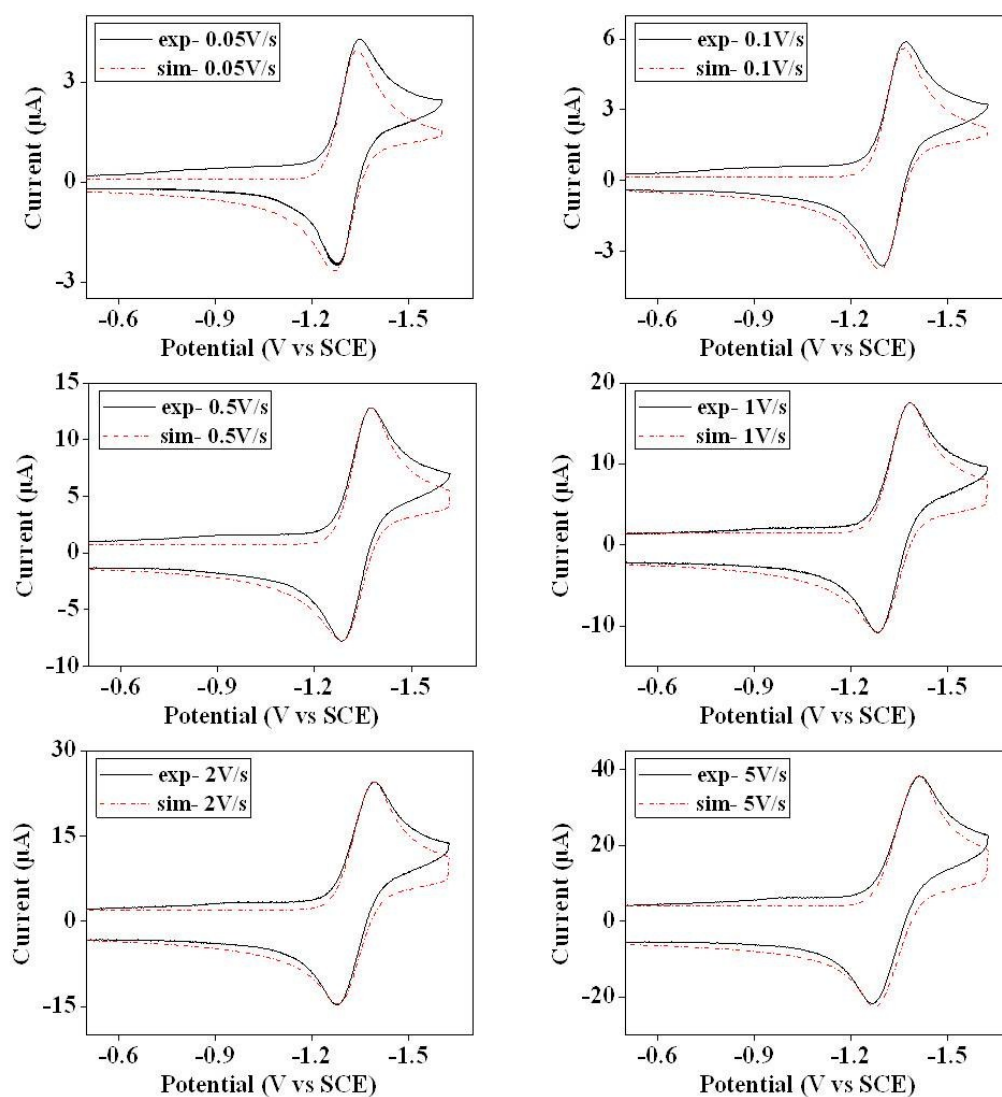 exp- 0.05V/s
sim- 0.05V/s
Current (µA)
3
0
-3
-0.6 -0.9 -1.2 -1.5
Potential (V vs SCE)
exp- 0.1V/s
sim- 0.1V/s
Current (µA)
6
3
0
-3
-0.6 -0.9 -1.2 -1.5
Potential (V vs SCE)
exp- 0.5V/s
sim- 0.5V/s
Current (µA)
15
10
5
0
-5
-10
-0.6 -0.9 -1.2 -1.5
Potential (V vs SCE)
exp- 1V/s
sim- 1V/s
Current (µA)
20
10
0
-10
-0.6 -0.9 -1.2 -1.5
Potential (V vs SCE)
exp- 2V/s
sim- 2V/s
Current (µA)
30
15
0
-15
-0.6 -0.9 -1.2 -1.5
Potential (V vs SCE)
exp- 5V/s
sim- 5V/s
Current (µA)
40
20
0
-20
-0.6 -0.9 -1.2 -1.5
Potential (V vs SCE)